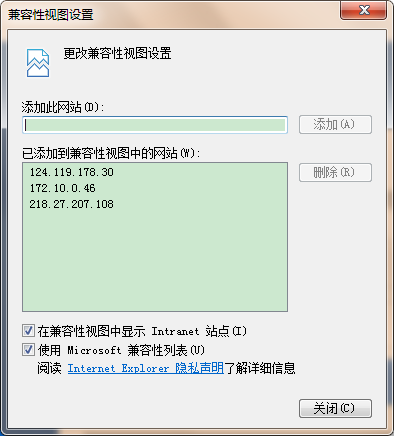 兼容性视图设置
更改兼容性视图设置
添加此网站(D):
添加(A)
已添加到兼容性视图中的网站(W):
124.119.178.30
删除(R)
172.10.0.46
218.27.207.108
在兼容性视图中显示 Intranet 站点(I)
使用 Microsoft 兼容性列表(U)
阅读 Internet Explorer 隐私声明了解详细信息
关闭(C)